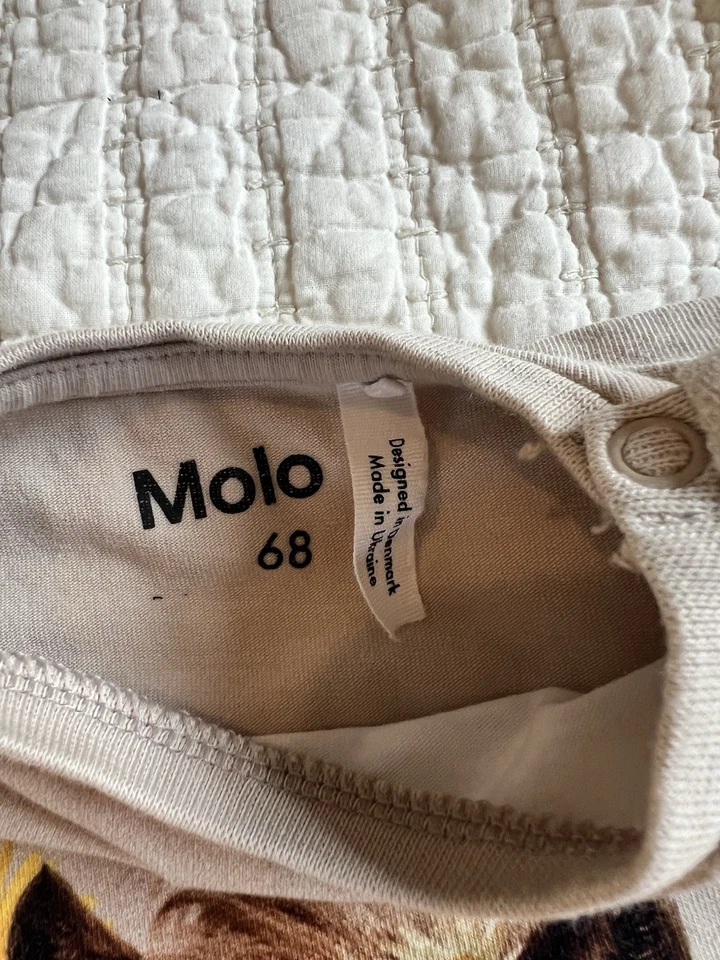 Molo
68
Designed in Denmark
Made in Ukraine